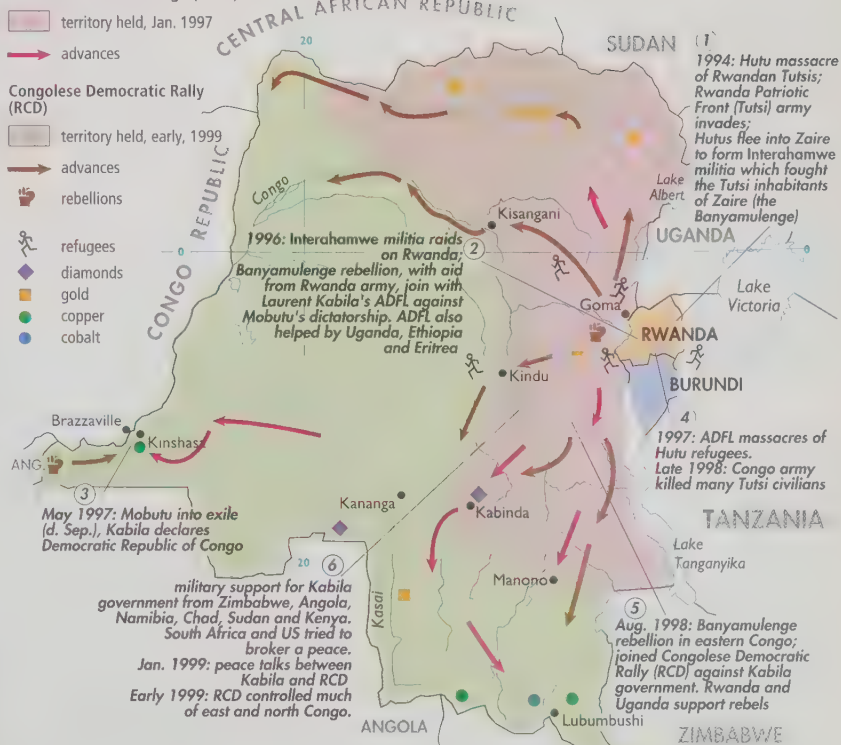 CENTRAL AFRICAN REPUBLIC
territory held, Jan. 1997
advances
Congolese Democratic Rally
(RCD)
territory held, early, 1999
advances
rebellions
refugees
diamonds
gold
copper
cobalt
20
SUDAN
1
1994: Hutu massacre
of Rwandan Tutsis;
Rwanda Patriotic
Front (Tutsi) army
invades;
Hutus flee into Zaire
to form Interahamwe
militia which fought
the Tutsi inhabitants
of Zaire (the
Banyamulenge)
CONGO REPUBLIC
Congo
Kisangani
Lake
Albert
UGANDA
0
0
1996: Interahamwe militia raids
on Rwanda;
Banyamulenge rebellion, with aid
from Rwanda army, join with
Laurent Kabila's ADFL against
Mobutu's dictatorship. ADFL also
helped by Uganda, Ethiopia
and Eritrea
2
Goma
Lake
Victoria
RWANDA
Kindu
BURUNDI
4
1997: ADFL massacres of
Hutu refugees.
Late 1998: Congo army
killed many Tutsi civilians
Brazzaville
Kinshasa
ANG.
3
May 1997: Mobutu into exile
(d. Sep.), Kabila declares
Democratic Republic of Congo
Kananga
Kabinda
TANZANIA
Lake
Tanganyika
20
6
military support for Kabila
government from Zimbabwe, Angola,
Namibia, Chad, Sudan and Kenya.
South Africa and US tried to
broker a peace.
Jan. 1999: peace talks between
Kabila and RCD
Early 1999: RCD controlled much
of east and north Congo.
Kasai
Manono
5
Aug. 1998: Banyamulenge
rebellion in eastern Congo;
joined Congolese Democratic
Rally (RCD) against Kabila
government. Rwanda and
Uganda support rebels
ANGOLA
Lubumbushi
ZIMBABWE